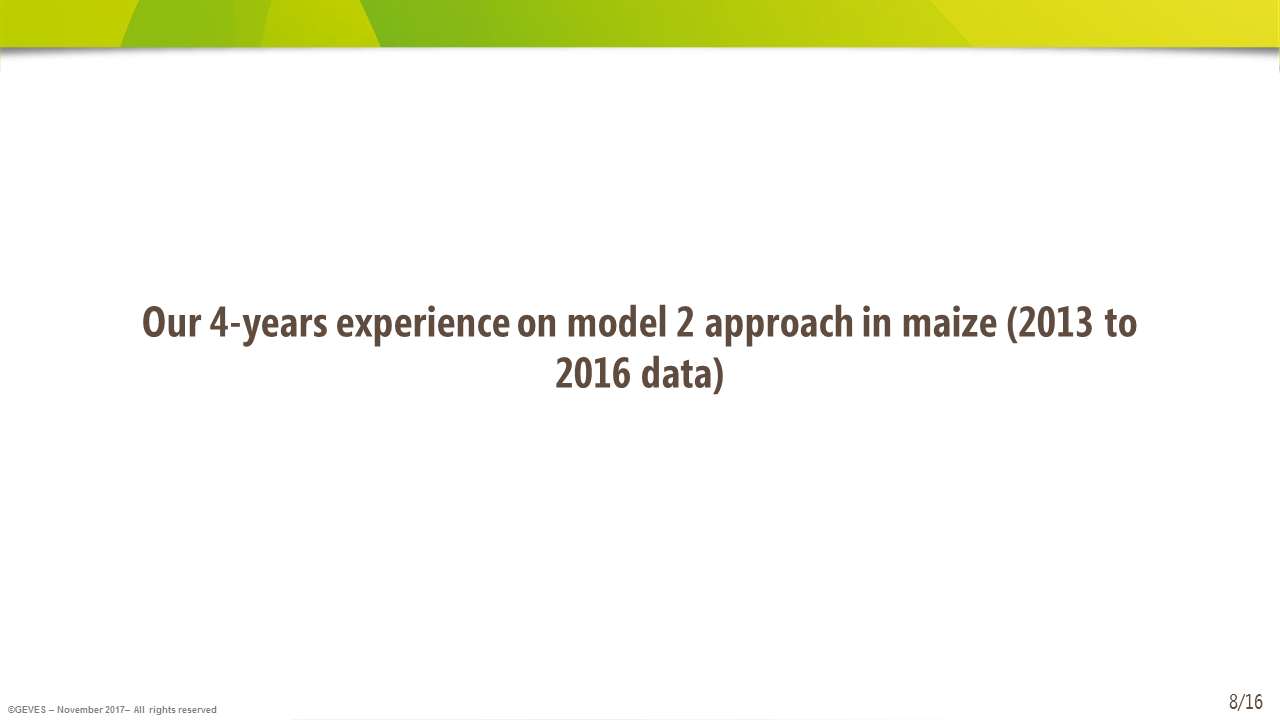 Our 4-years experience on model 2 approach in maize (2013 to
2016 data)
©GEVES – November 2017– All rights reserved
8/16